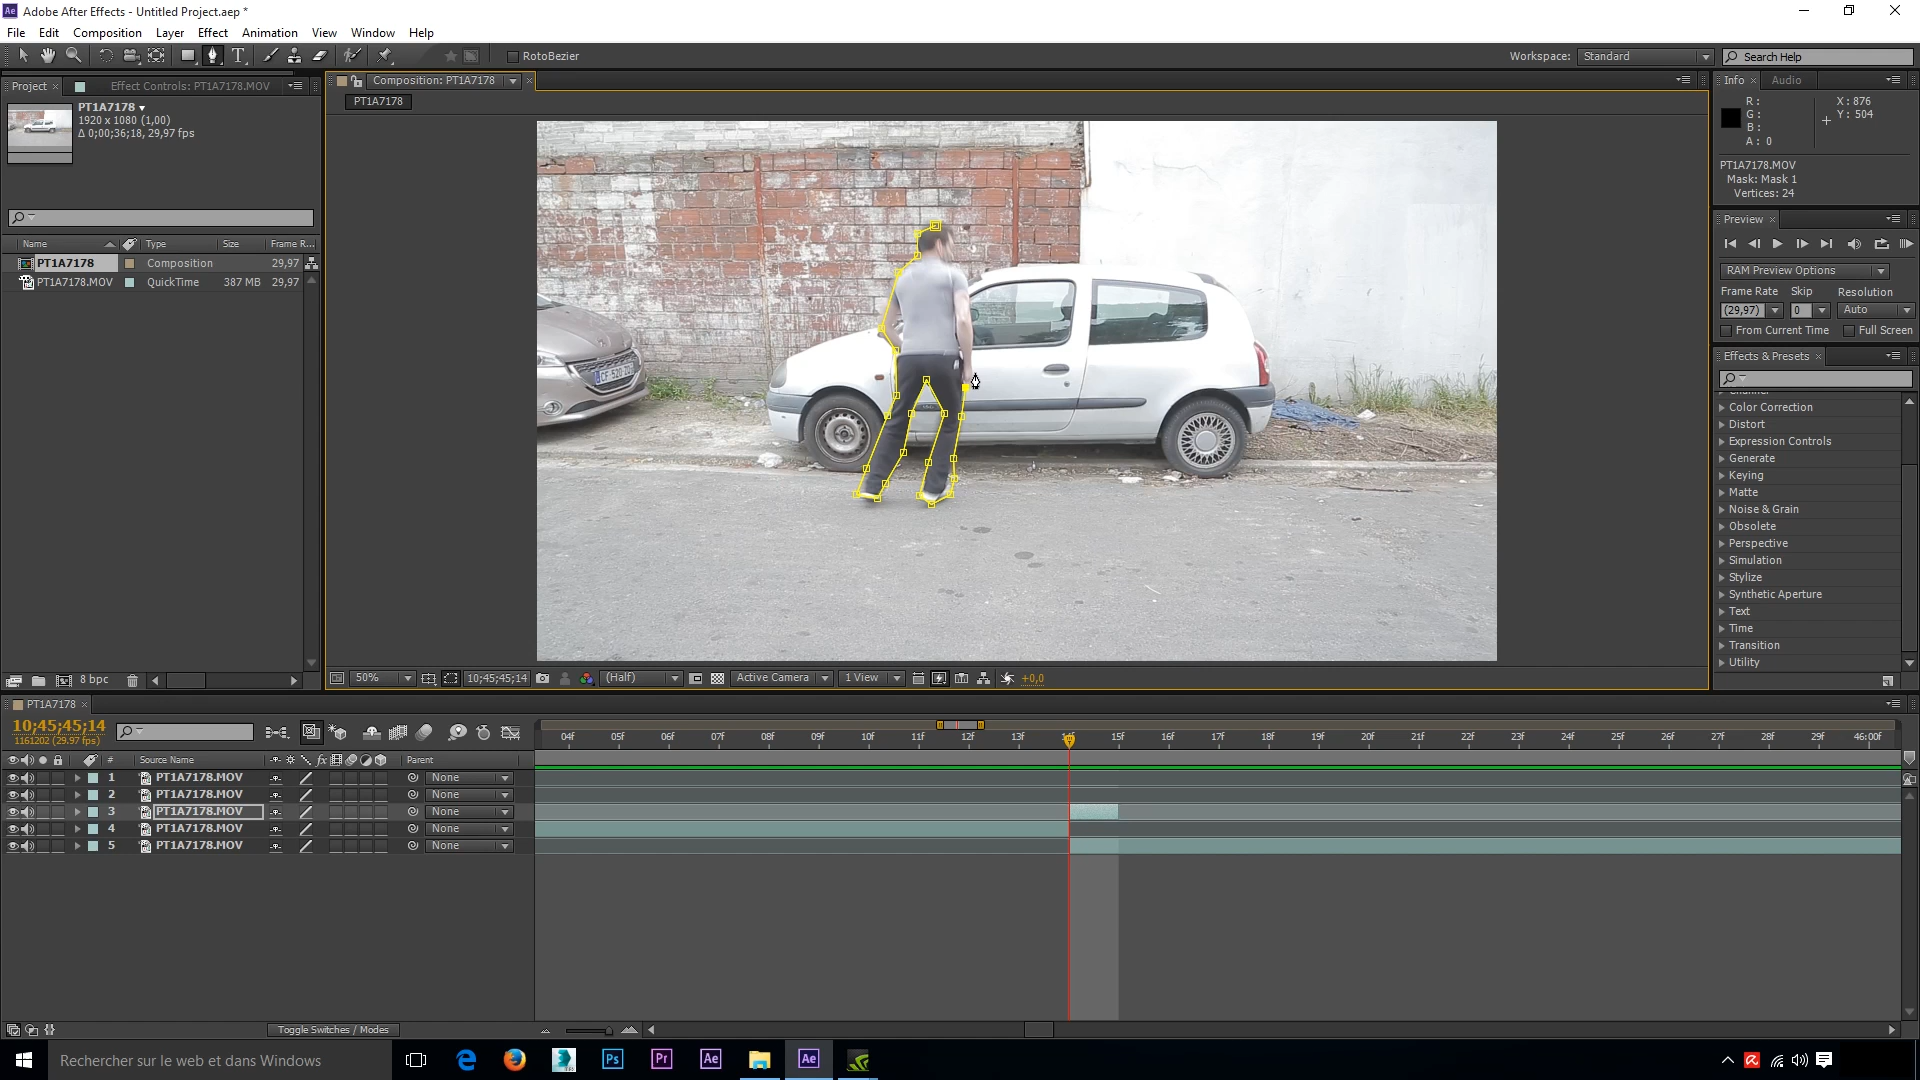 Adobe After Effects - Untitled Project.aep *
File Edit Composition Layer Effect Animation View Window Help
RotoBezier
Workspace: Standard
Search Help
Project × Effect Controls: PT1A7178.MOV
PT1A7178
1920 x 1080 (1,00)
Δ 0;00;36;18, 29,97 fps
Name Type Size Frame R...
PT1A7178 Composition 29,97
PT1A7178.MOV QuickTime 387 MB 29,97
8 bpc
Composition: PT1A7178
PT1A7178
50% 10;45;45;14 (Half) Active Camera 1 View +0,0
Info × Audio
R:
G:
B:
A: 0
X: 876
Y: 504
PT1A7178.MOV
Mask: Mask 1
Vertices: 24
Preview ×
RAM Preview Options
Frame Rate Skip Resolution
(29,97) 0 Auto
From Current Time Full Screen
Effects & Presets ×
Color Correction
Distort
Expression Controls
Generate
Keying
Matte
Noise & Grain
Obsolete
Perspective
Simulation
Stylize
Synthetic Aperture
Text
Time
Transition
Utility
PT1A7178 ×
10;45;45;14
1161202 (29.97 fps)
04f 05f 06f 07f 08f 09f 10f 11f 12f 13f 15f 16f 17f 18f 19f 20f 21f 22f 23f 24f 25f 26f 27f 28f 29f 46:00f
# Source Name fx Parent
1 PT1A7178.MOV None
2 PT1A7178.MOV None
3 PT1A7178.MOV None
4 PT1A7178.MOV None
5 PT1A7178.MOV None
Toggle Switches / Modes
Rechercher sur le web et dans Windows
Ps Pr Ae Ae